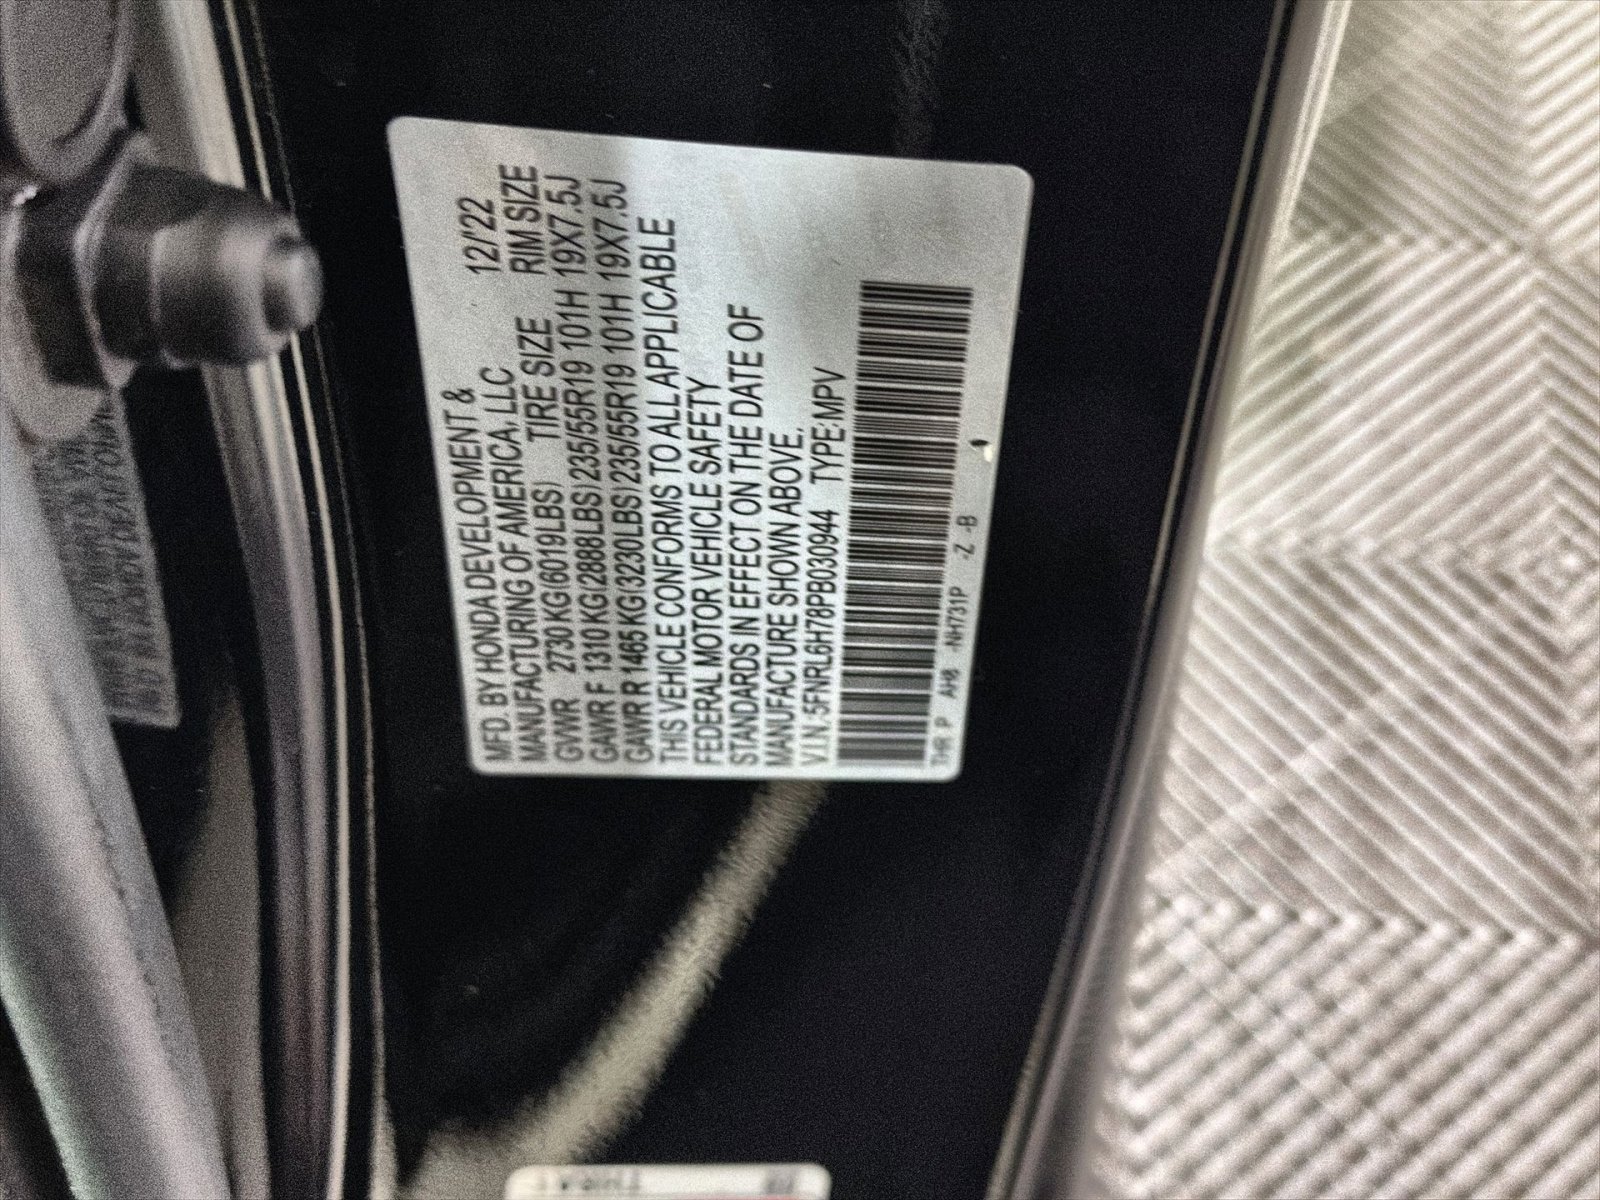 MFD. BY HONDA DEVELOPMENT & 12/'22
MANUFACTURING OF AMERICA, LLC
TIRE SIZE RIM SIZE
GVWR 2730 KG(6019LBS)
GAWR F 1310 KG(2888LBS) 235/55R19 101H 19X7.5J
GAWR R 1465 KG(3230LBS) 235/55R19 101H 19X7.5J
THIS VEHICLE CONFORMS TO ALL APPLICABLE
FEDERAL MOTOR VEHICLE SAFETY
STANDARDS IN EFFECT ON THE DATE OF
MANUFACTURE SHOWN ABOVE.
V.I.N. 5FNRL6H78PB030944 TYPE:MPV
THR P AH8 -NH731P -Z -B